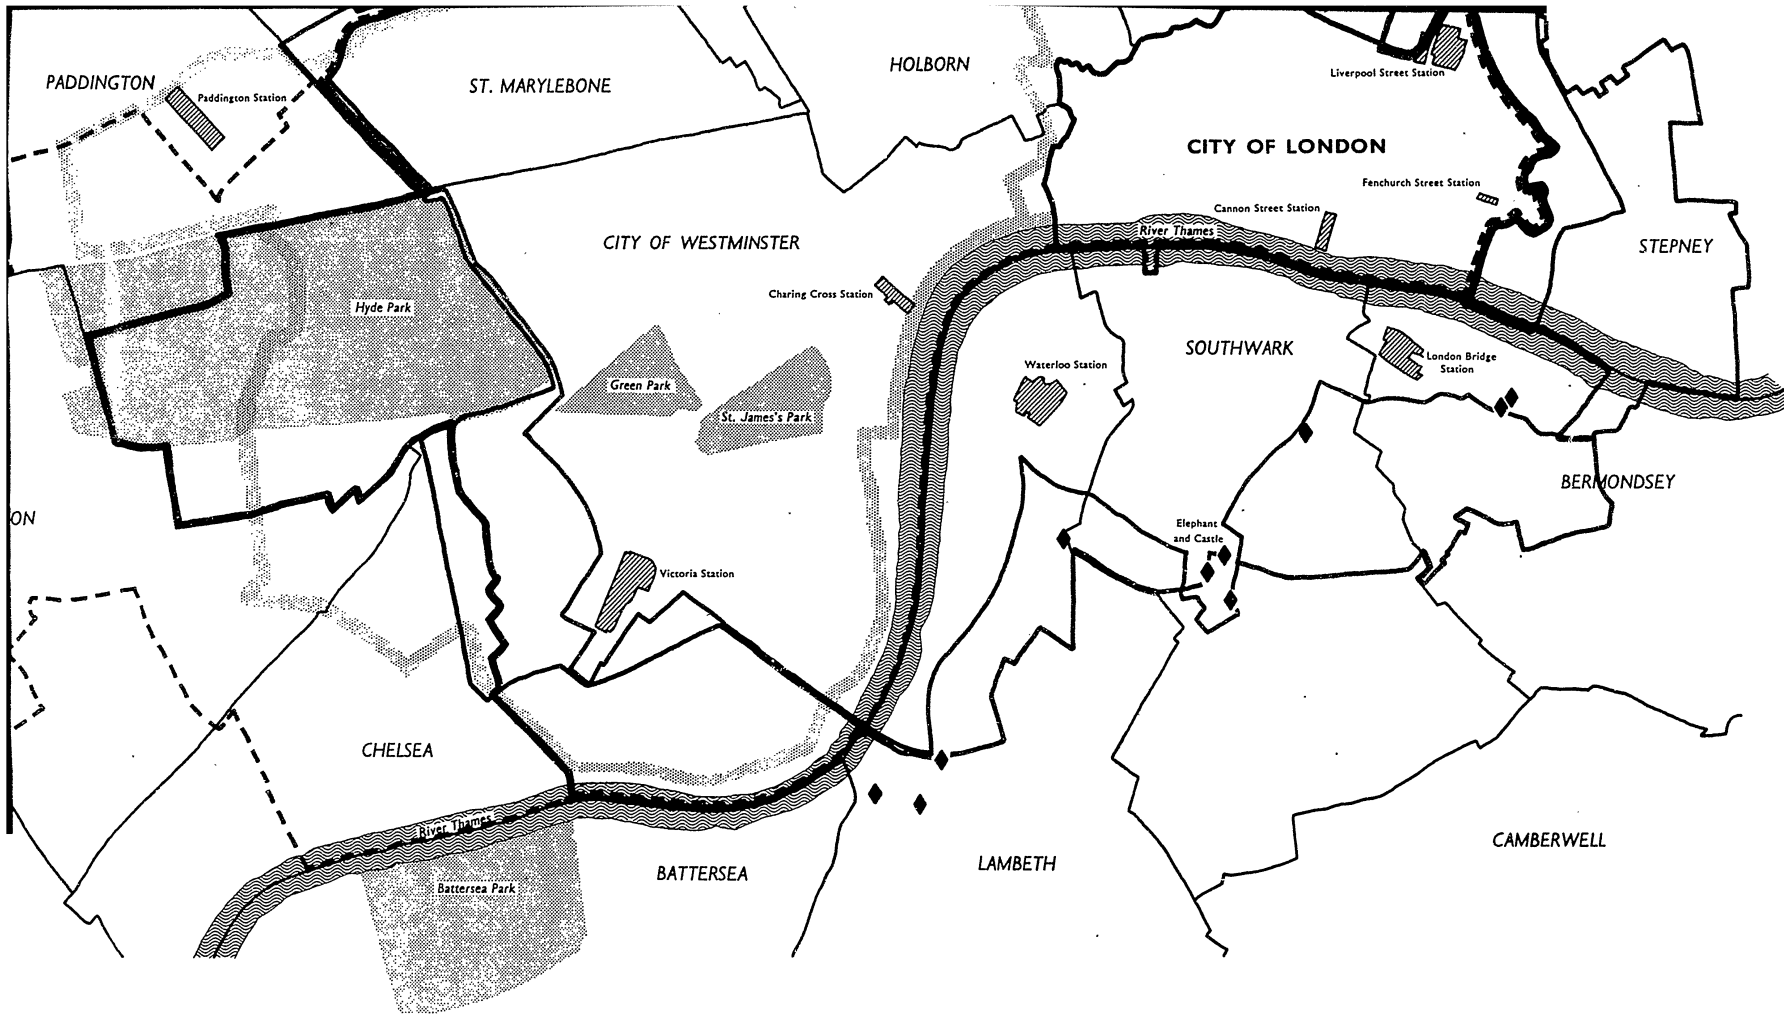 HOLBORN
Liverpool Street Station
PADDINGTON
Paddington Station
ST. MARYLEBONE
CITY OF LONDON
Fenchurch Street Station
Cannon Street Station
River Thames
CITY OF WESTMINSTER
STEPNEY
Charing Cross Station
Hyde Park
SOUTHWARK
London Bridge
Station
Waterloo Station
Green Park
St. James's Park
BERMONDSEY
ON
Elephant
and Castle
Victoria Station
CHELSEA
River Thames
CAMBERWELL
LAMBETH
BATTERSEA
Battersea Park